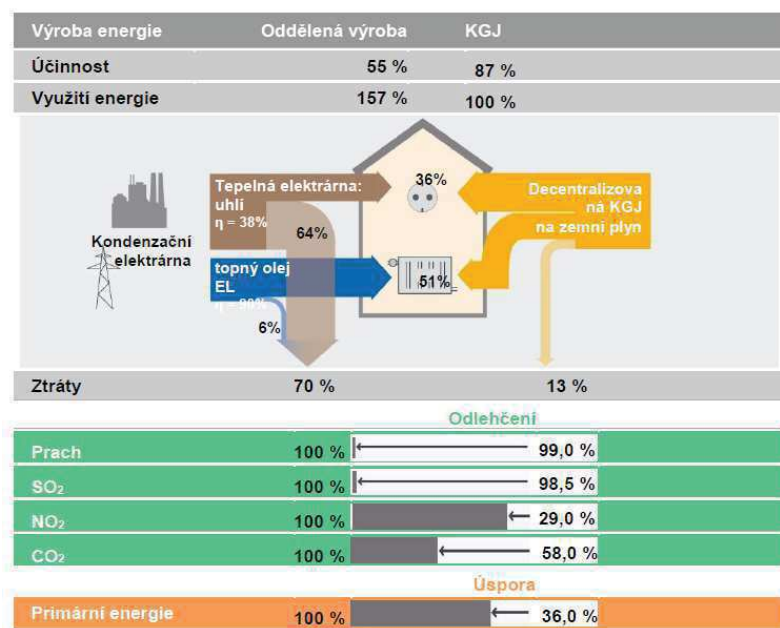 Výroba energie Oddělená výroba KGJ
Účinnost 55 % 87 %
Využití energie 157 % 100 %
Tepelná elektrárna:
uhlí
η = 38%
64%
36%
Decentralizova
ná KGJ
na zemní plyn
Kondenzační
elektrárna
topný olej
EL
η = 90%
6%
51%
Ztráty 70 % 13 %
Odlehčení
Prach 100 % 99,0 %
SO₂ 100 % 98,5 %
NO₂ 100 % 29,0 %
CO₂ 100 % 58,0 %
Úspora
Primární energie 100 % 36,0 %